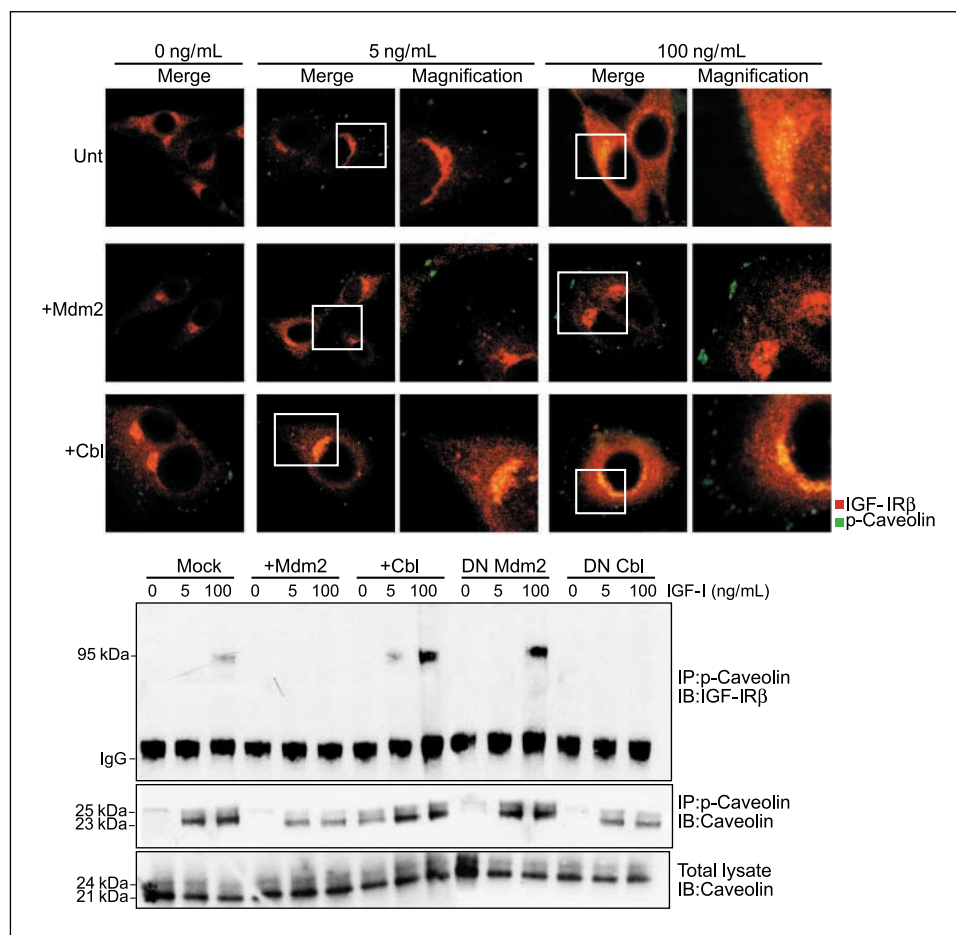 0 ng/mL 5 ng/mL 100 ng/mL
Merge Merge Magnification Merge Magnification
Unt
+Mdm2
+Cbl
IGF-IRβ
p-Caveolin
Mock +Mdm2 +Cbl DN Mdm2 DN Cbl
0 5 100 0 5 100 0 5 100 0 5 100 0 5 100 IGF-I (ng/mL)
95 kDa
IP:p-Caveolin
IB:IGF-IRβ
IgG
25 kDa
23 kDa
IP:p-Caveolin
IB:Caveolin
24 kDa
21 kDa
Total lysate
IB:Caveolin